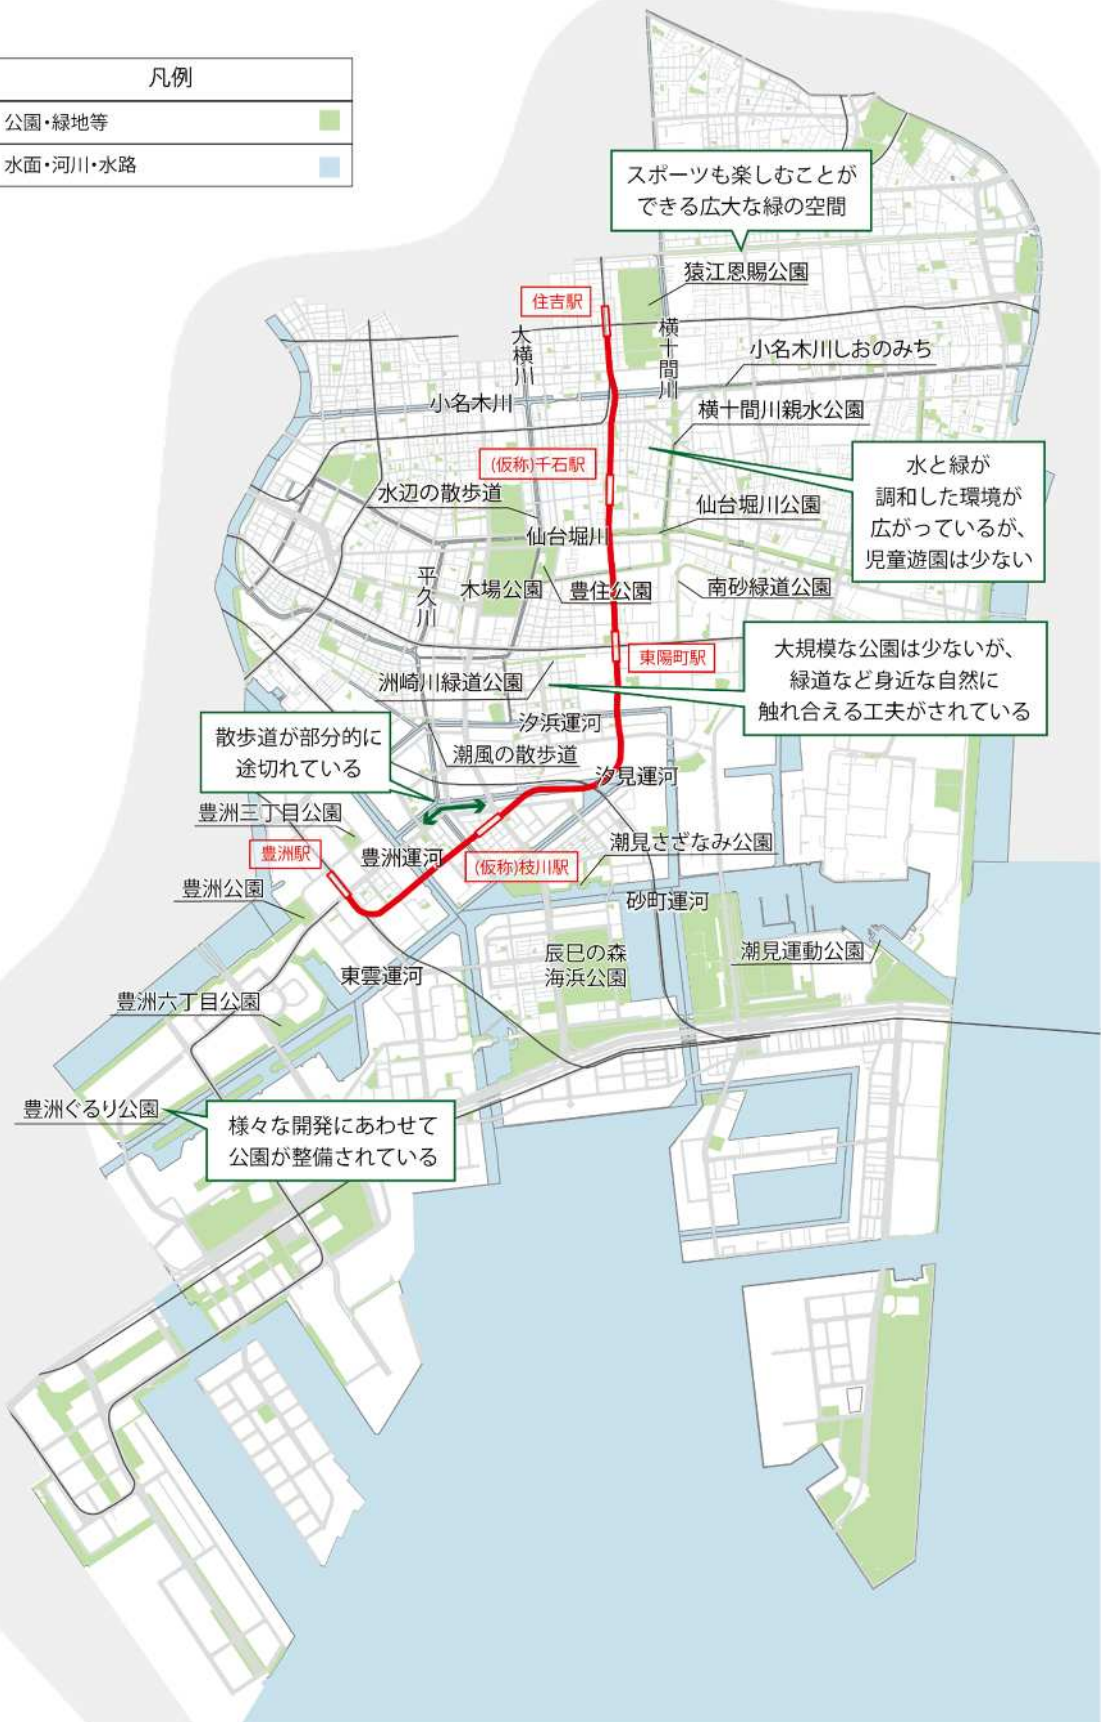 凡例
公園・緑地等
水面・河川・水路
スポーツも楽しむことが
できる広大な緑の空間
猿江恩賜公園
住吉駅
大横川
横十間川
小名木川しおのみち
小名木川
横十間川親水公園
(仮称)千石駅
水と緑が
調和した環境が
広がっているが、
児童遊園は少ない
水辺の散歩道
仙台堀川公園
仙台堀川
平久川
木場公園
豊住公園
南砂緑道公園
東陽町駅
大規模な公園は少ないが、
緑道など身近な自然に
触れ合える工夫がされている
洲崎川緑道公園
汐浜運河
散歩道が部分的に
途切れている
潮風の散歩道
汐見運河
豊洲三丁目公園
豊洲駅
豊洲運河
(仮称)枝川駅
潮見さざなみ公園
豊洲公園
砂町運河
辰巳の森
海浜公園
潮見運動公園
東雲運河
豊洲六丁目公園
豊洲ぐるり公園
様々な開発にあわせて
公園が整備されている